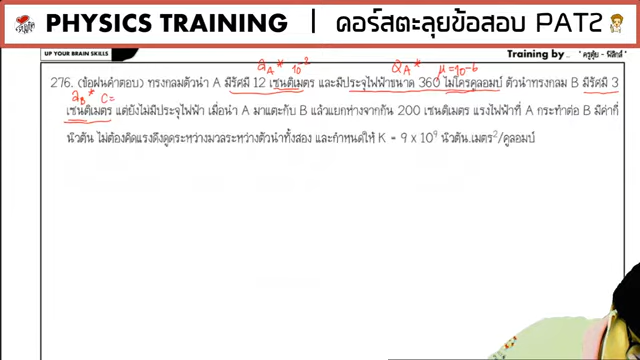 PHYSICS TRAINING | คอร์สตะลุยข้อสอบ PAT2
UP YOUR BRAIN SKILLS
Training by.. "ครูตุ้ย - ฟิสิกส์"
a_A* 10^-2 Q_A* μ=10^-6
276. (ข้อฝนคำตอบ) ทรงกลมตัวนำ A มีรัศมี 12 เซนติเมตร และมีประจุไฟฟ้าขนาด 360 ไมโครคูลอมบ์ ตัวนำทรงกลม B มีรัศมี 3
a_B* C=
เซนติเมตร แต่ยังไม่มีประจุไฟฟ้า เมื่อนำ A มาแตะกับ B แล้วแยกห่างจากกัน 200 เซนติเมตร แรงไฟฟ้าที่ A กระทำต่อ B มีค่ากี่
นิวตัน ไม่ต้องคิดแรงดึงดูดระหว่างมวลระหว่างตัวนำทั้งสอง และกำหนดให้ K = 9 x 10⁹ นิวตัน.เมตร²/คูลอมบ์